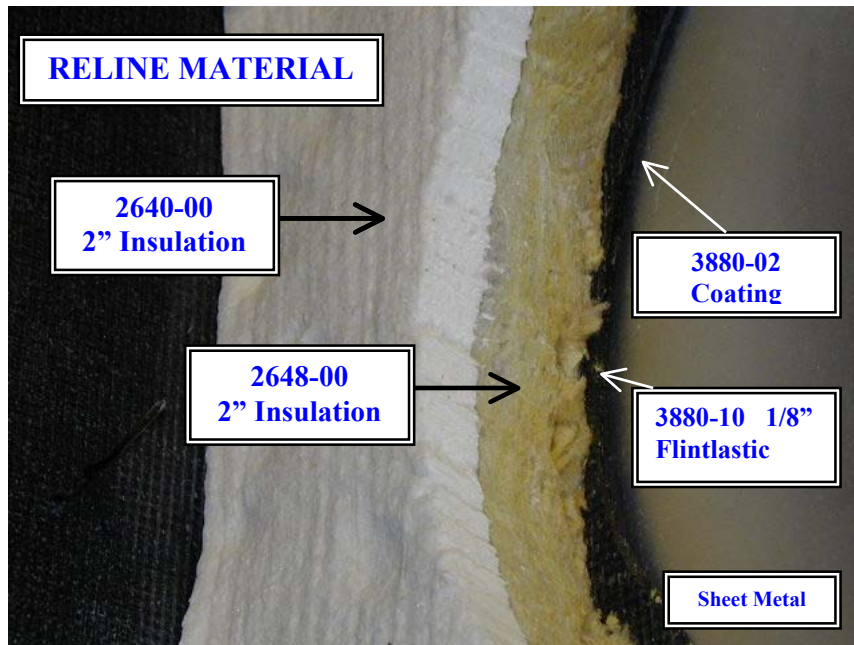 RELINE MATERIAL
2640-00
2” Insulation
3880-02
Coating
2648-00
2” Insulation
3880-10 1/8”
Flintlastic
Sheet Metal